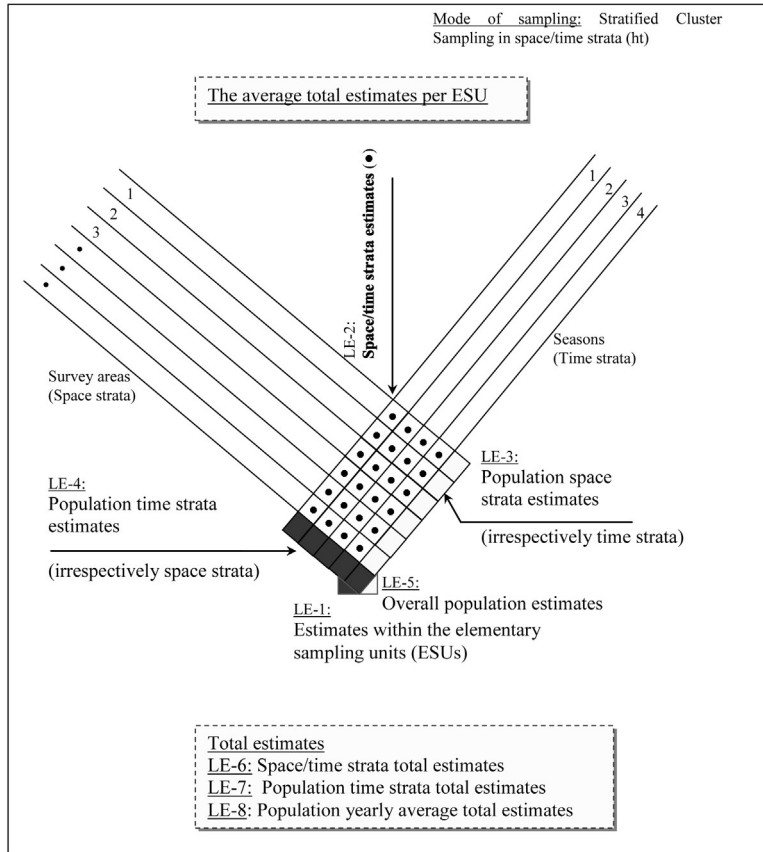 Mode of sampling: Stratified Cluster
Sampling in space/time strata (ht)
The average total estimates per ESU
1
2
3
1
2
3
4
LE-2:
Space/time strata estimates (●)
Survey areas
(Space strata)
Seasons
(Time strata)
LE-4:
Population time strata
estimates
(irrespectively space strata)
LE-3:
Population space
strata estimates
(irrespectively time strata)
LE-5:
Overall population estimates
LE-1:
Estimates within the elementary
sampling units (ESUs)
Total estimates
LE-6: Space/time strata total estimates
LE-7: Population time strata total estimates
LE-8: Population yearly average total estimates